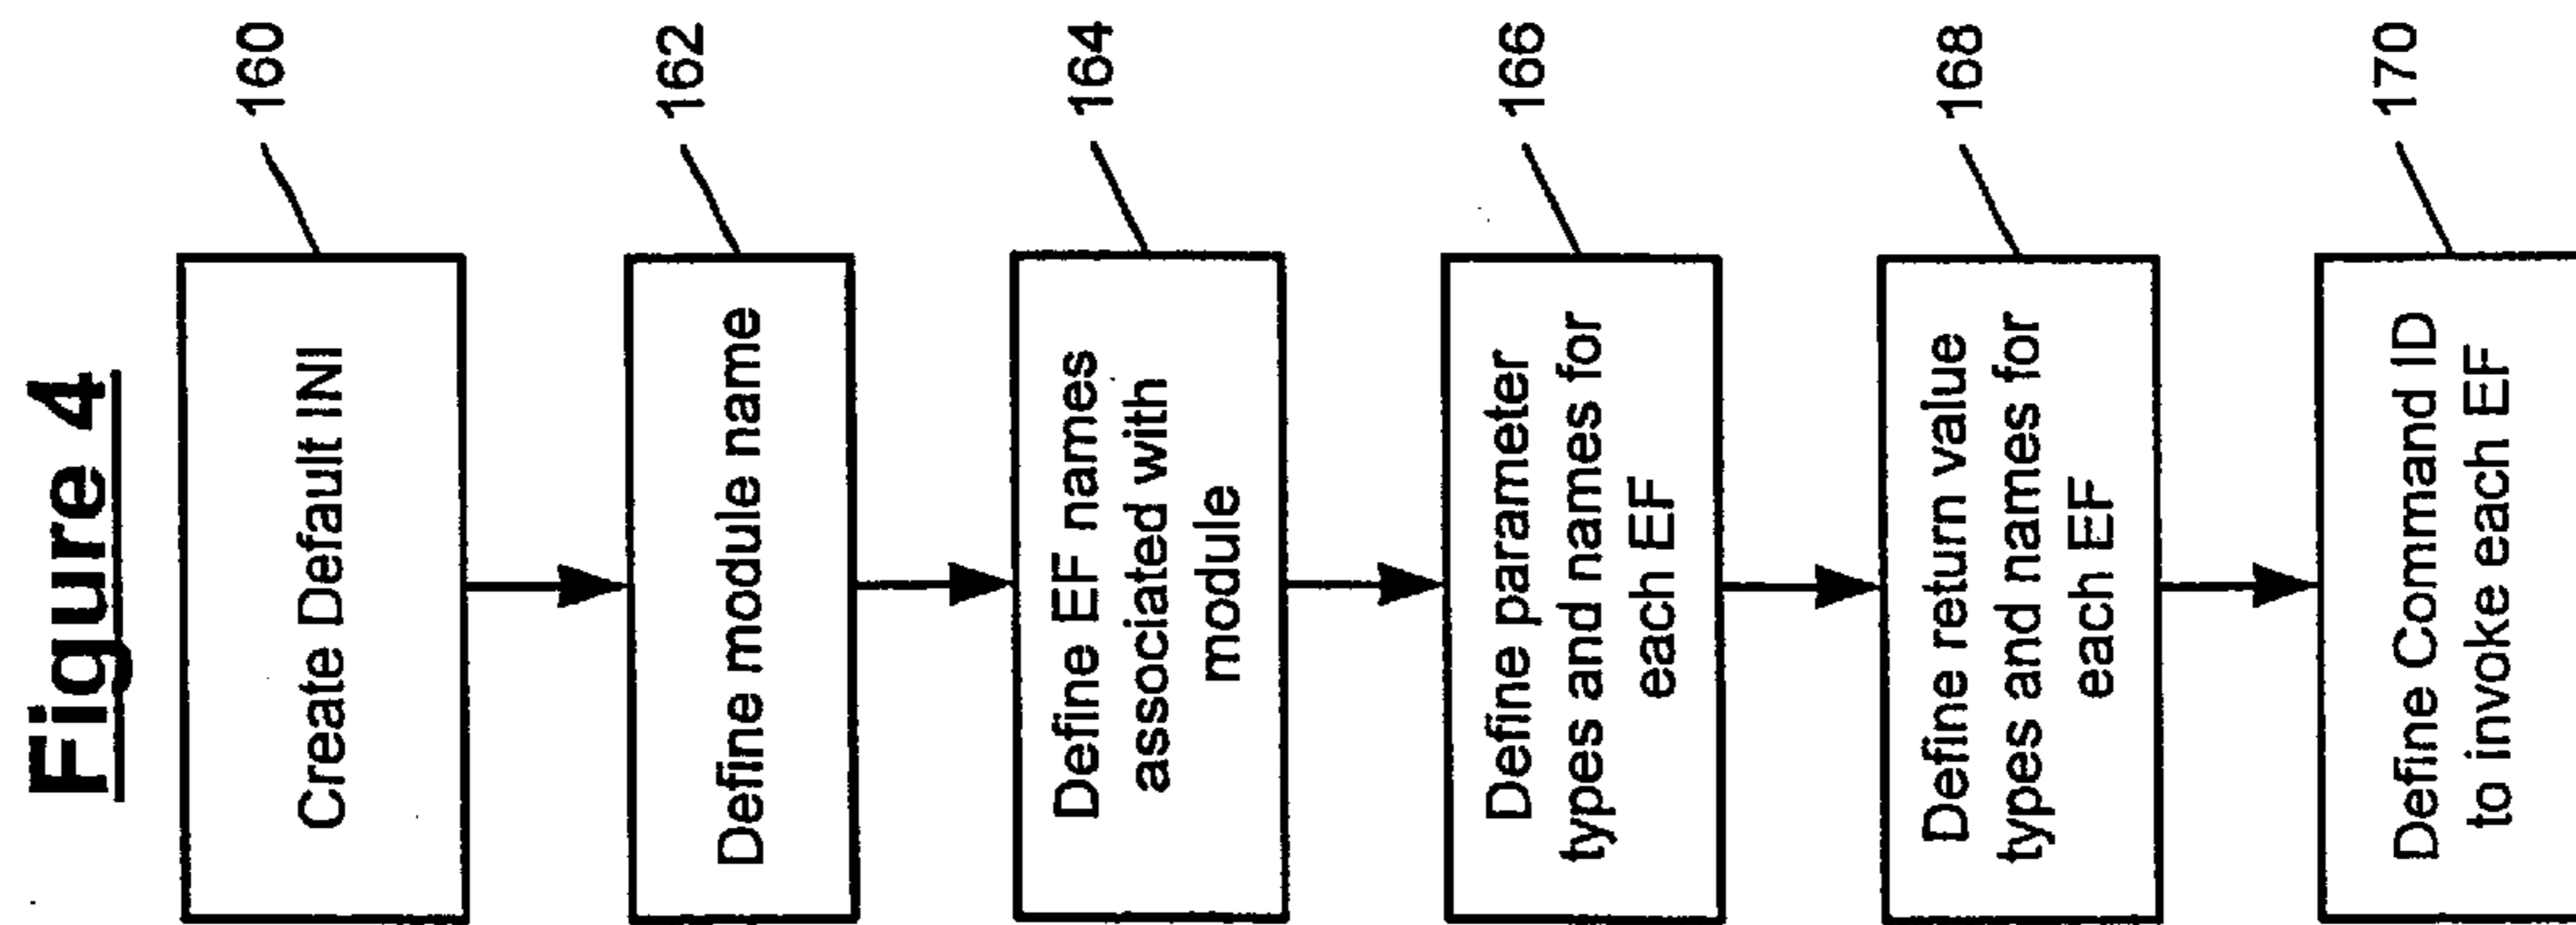 Figure 4
Create Default INI
160
Define module name
162
Define EF names
associated with
module
164
Define parameter
types and names for
each EF
166
Define return value
types and names for
each EF
168
Define Command ID
to invoke each EF
170